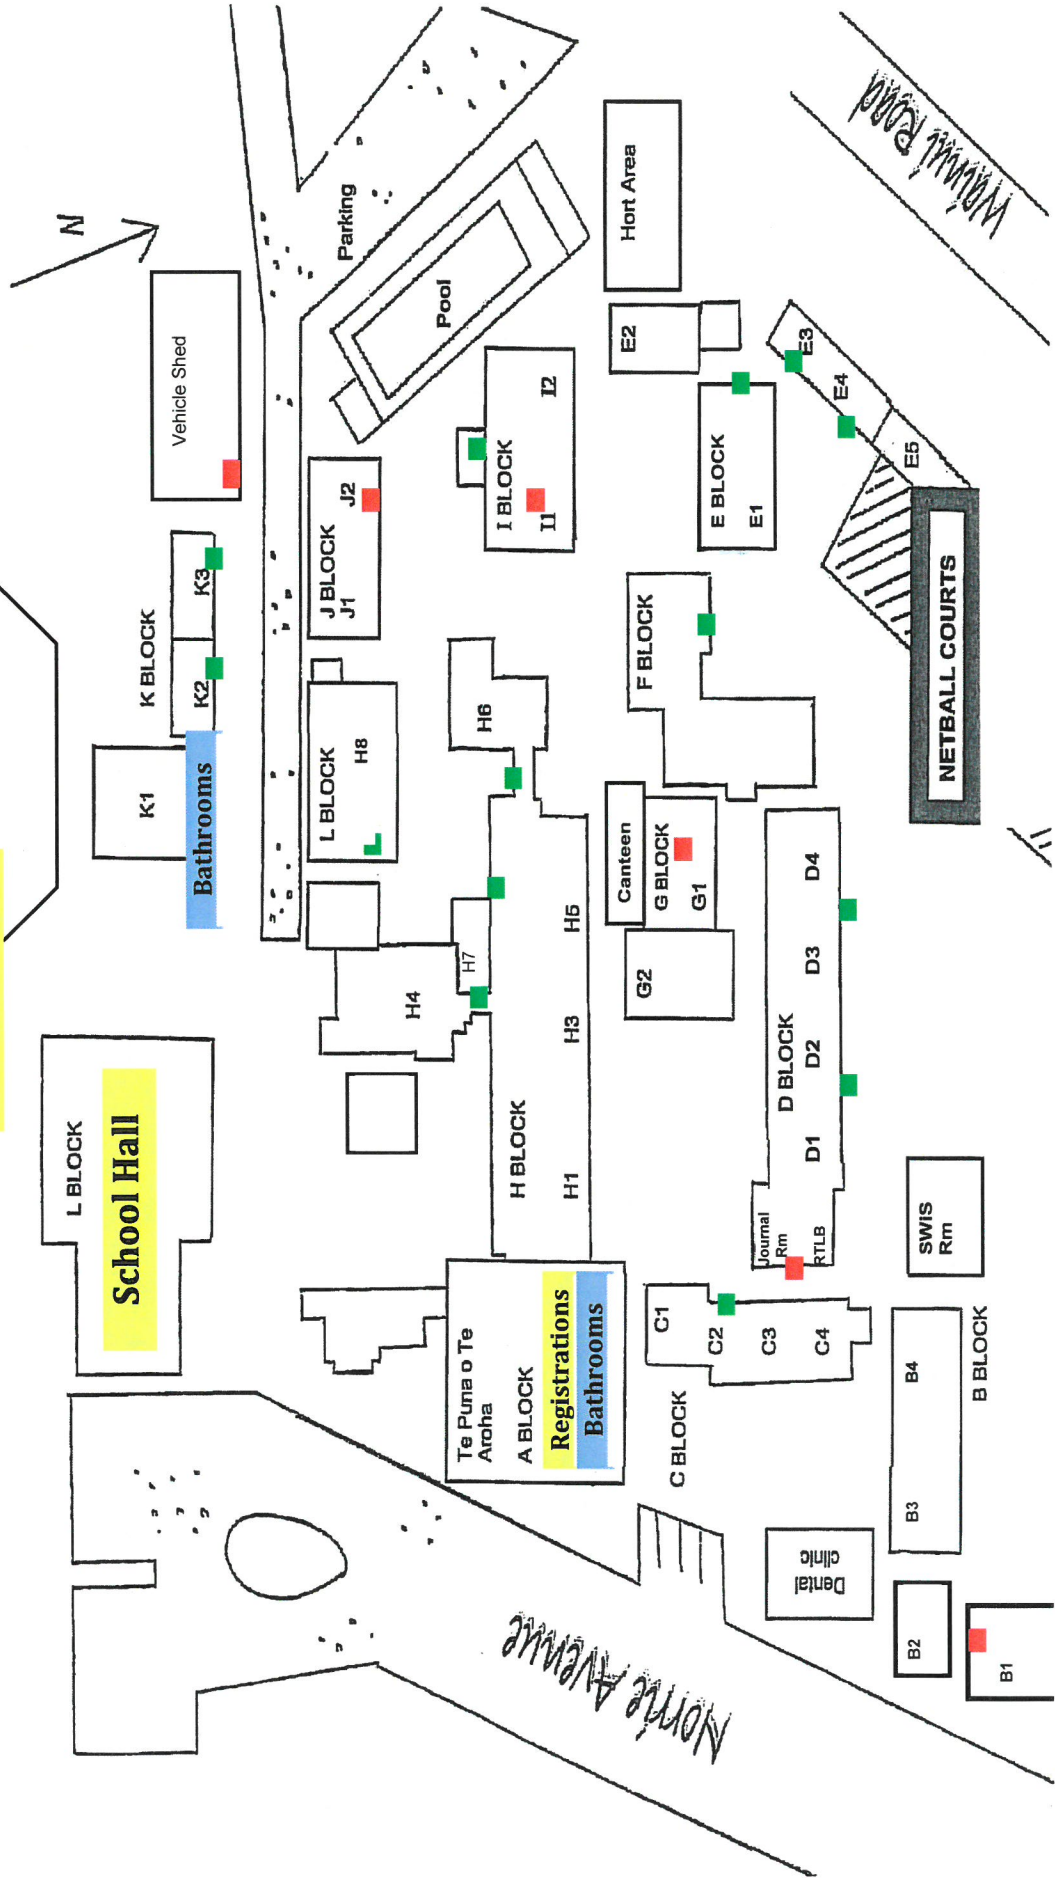 N
Wainui Road
Vehicle Shed
Parking
Pool
Hort Area
E2
E3
E4
E5
E BLOCK
E1
I BLOCK
I1
I2
J BLOCK
J1
J2
K BLOCK
K1
K2
K3
Bathrooms
L BLOCK
H8
H6
F BLOCK
NETBALL COURTS
Canteen
G BLOCK
G1
G2
H4
H7
H BLOCK
H1
H3
H5
D BLOCK
D1
D2
D3
D4
Journal
Rm
RTLB
SWIS
Rm
L BLOCK
School Hall
Te Puna o Te
Aroha
A BLOCK
Registrations
Bathrooms
C BLOCK
C1
C2
C3
C4
B BLOCK
B4
B3
B2
B1
Dental
clinic
Norrie Avenue